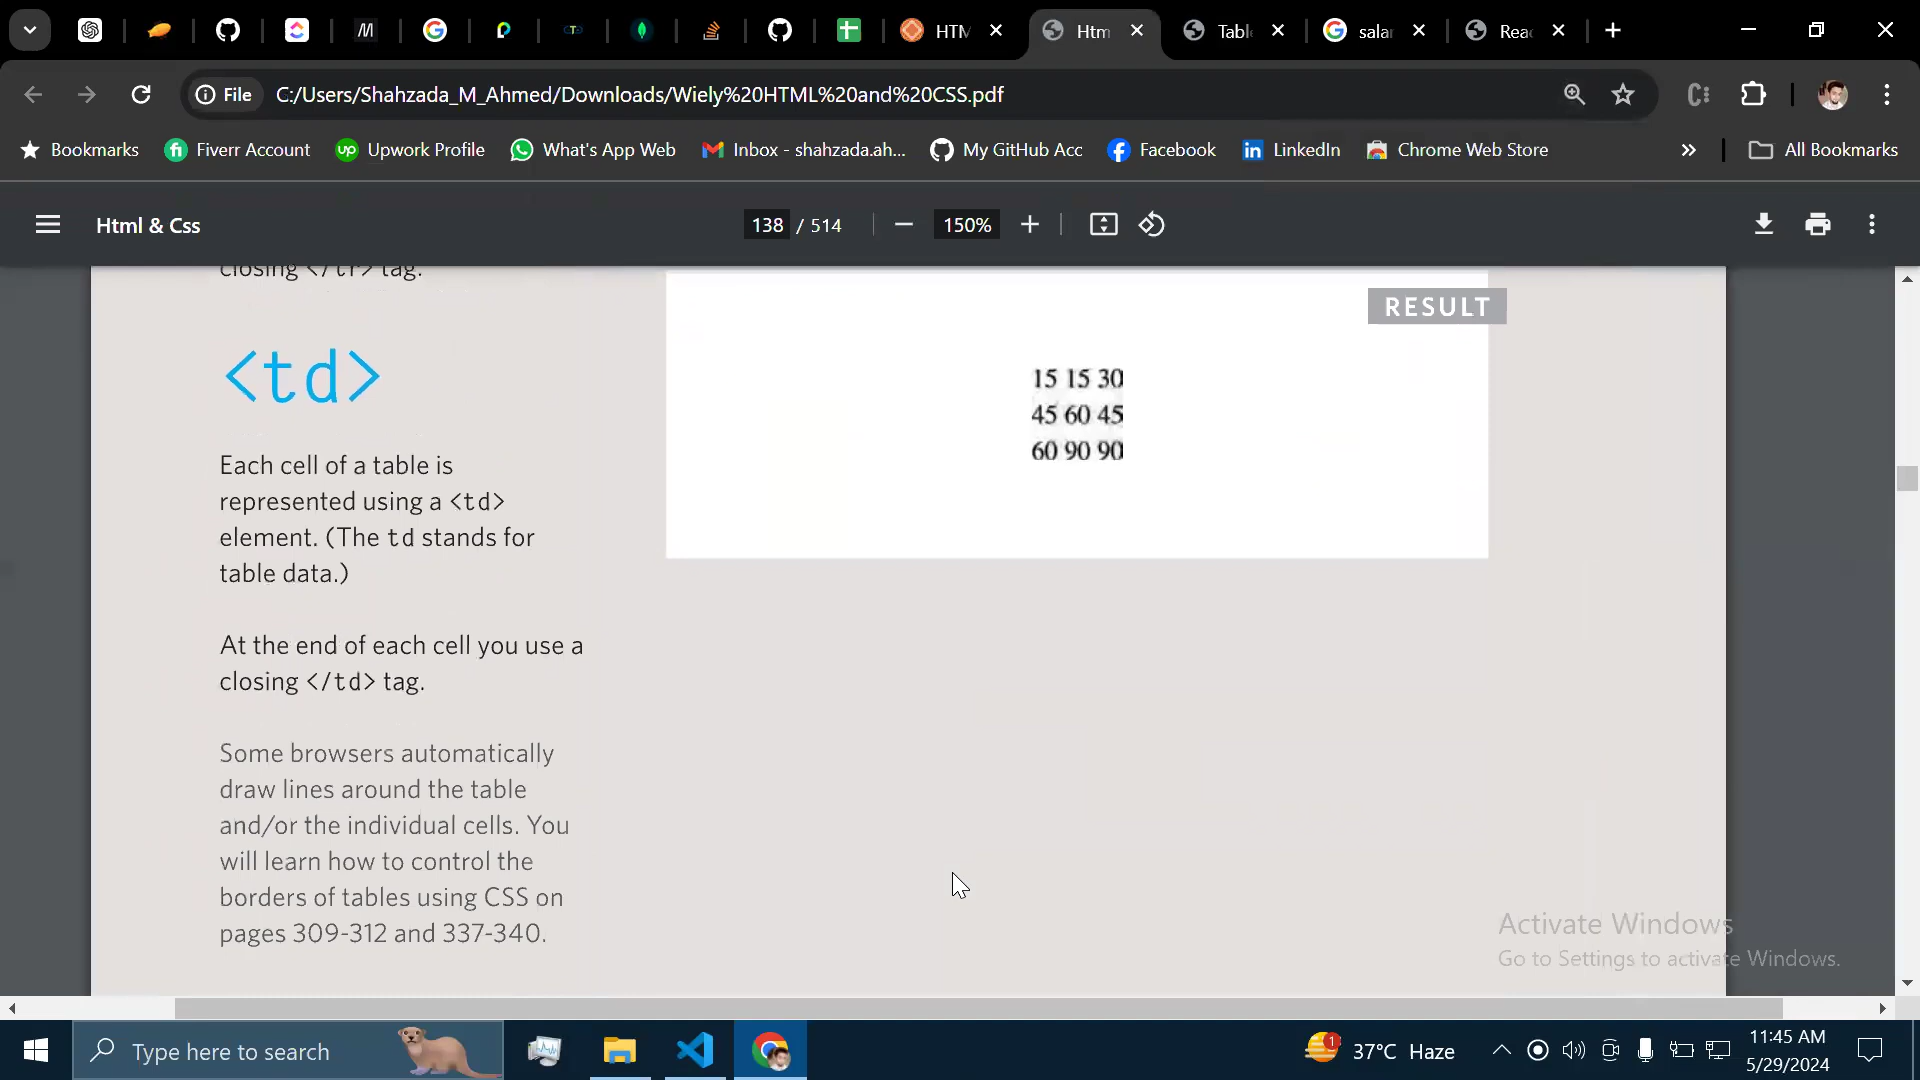 HTM
Htm
Tabl
salar
Reac
File
C:/Users/Shahzada_M_Ahmed/Downloads/Wiely%20HTML%20and%20CSS.pdf
Bookmarks
Fiverr Account
Upwork Profile
What's App Web
Inbox - shahzada.ah...
My GitHub Acc
Facebook
LinkedIn
Chrome Web Store
All Bookmarks
Html & Css
138 / 514
150%
closing </tr> tag.
<td>
Each cell of a table is
represented using a <td>
element. (The td stands for
table data.)
At the end of each cell you use a
closing </td> tag.
Some browsers automatically
draw lines around the table
and/or the individual cells. You
will learn how to control the
borders of tables using CSS on
pages 309-312 and 337-340.
RESULT
15 15 30
45 60 45
60 90 90
Activate Windows
Go to Settings to activate Windows.
Type here to search
1
37°C Haze
11:45 AM
5/29/2024